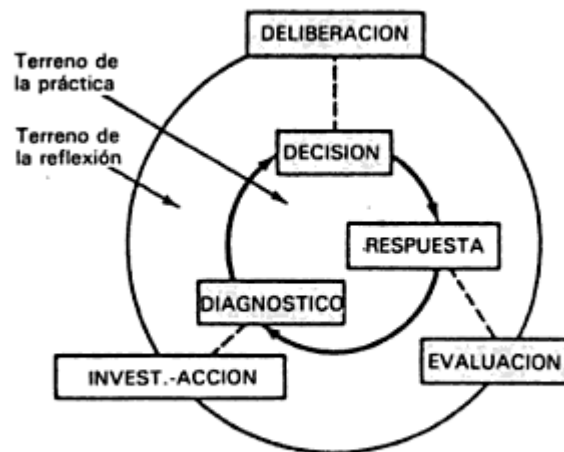 DELIBERACION
Terreno de
la práctica
Terreno de
la reflexión
DECISION
RESPUESTA
DIAGNOSTICO
INVEST.-ACCION
EVALUACION